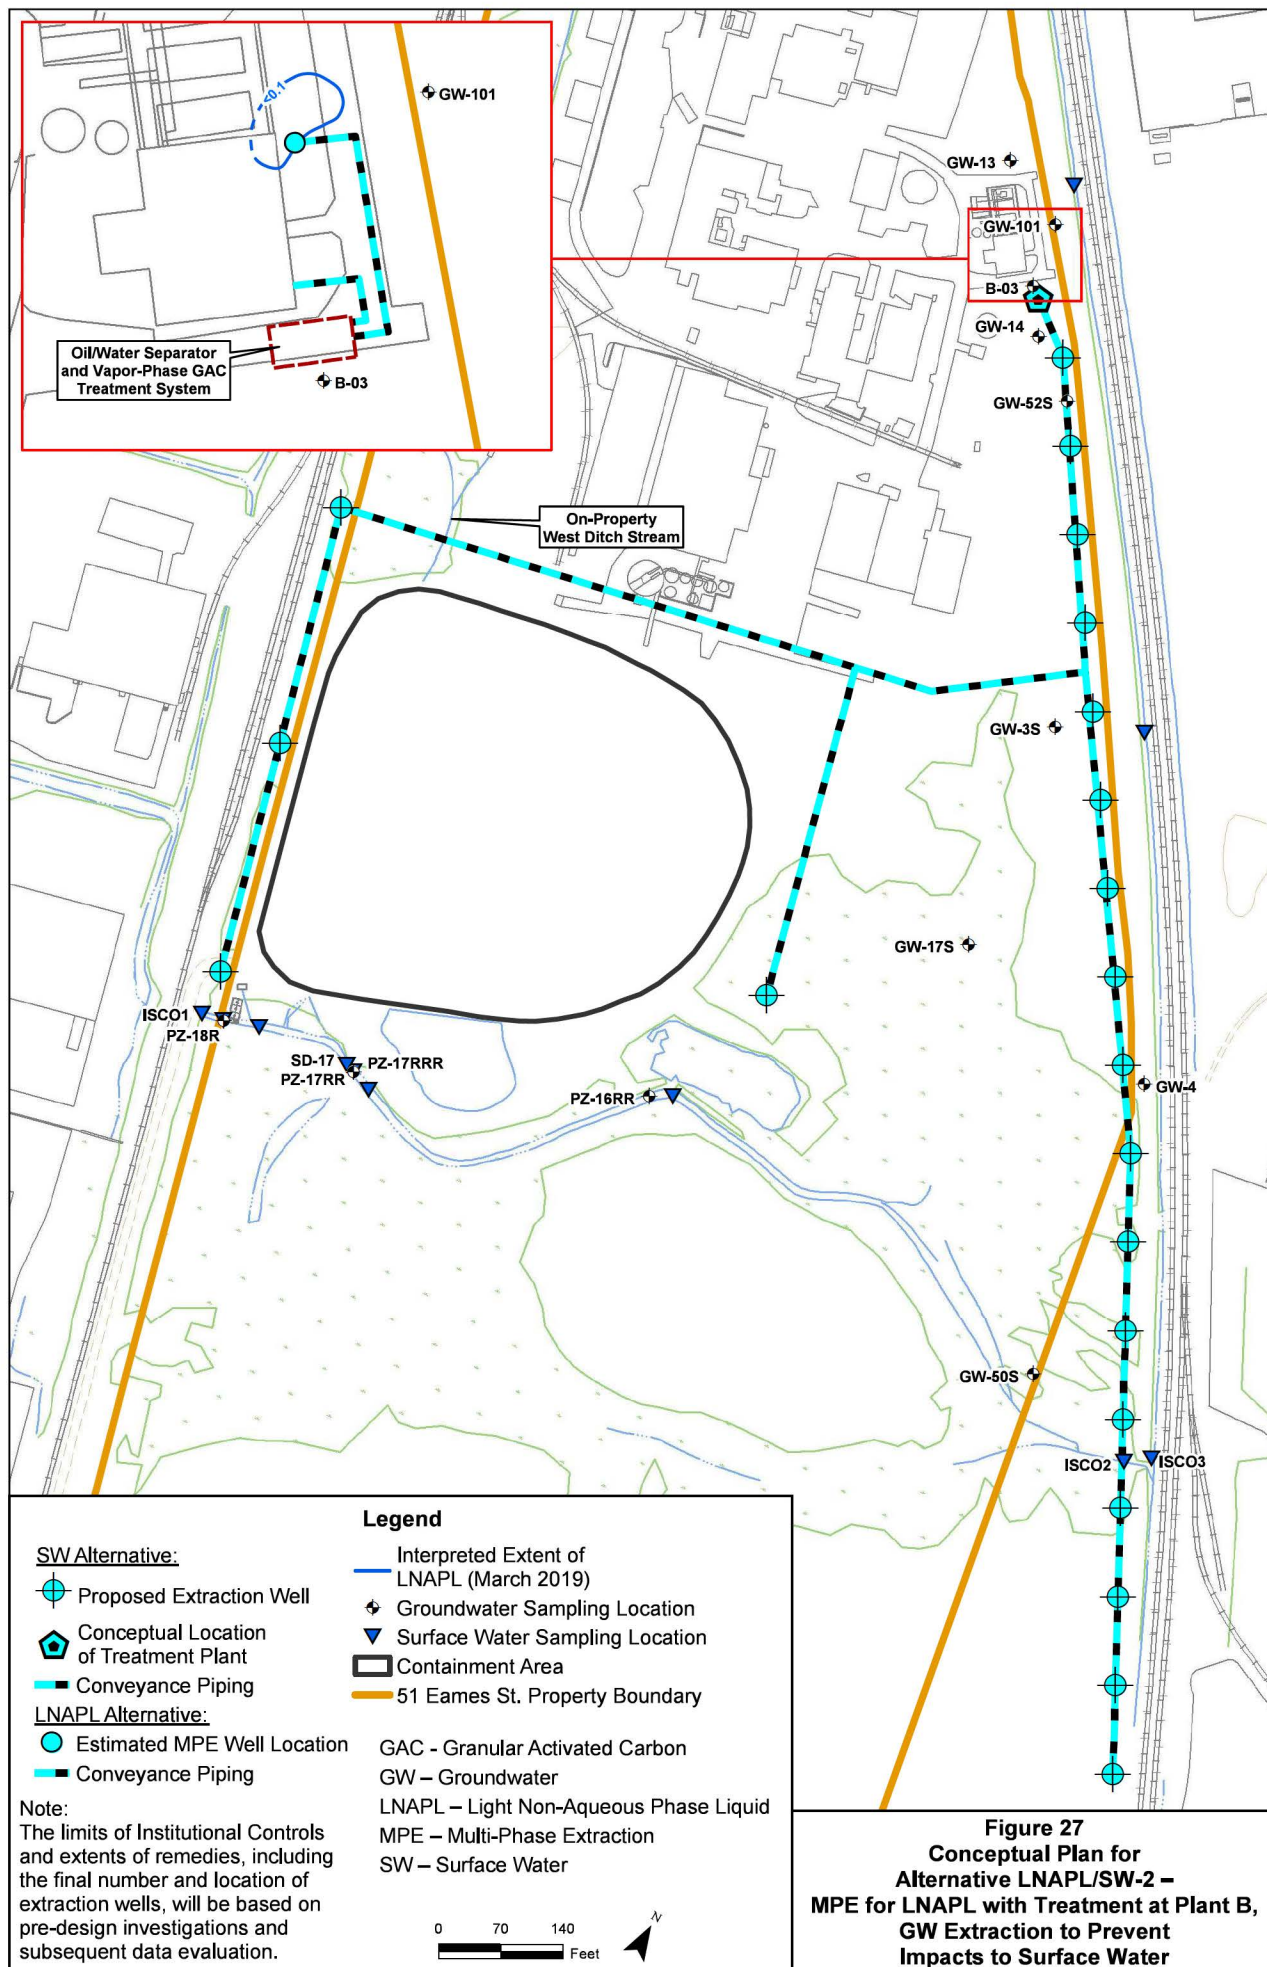 <0.1
GW-101
Oil/Water Separator
and Vapor-Phase GAC
Treatment System
B-03
GW-13
GW-101
B-03
GW-14
GW-52S
On-Property
West Ditch Stream
GW-3S
GW-17S
ISCO1
PZ-18R
SD-17
PZ-17RRR
PZ-17RR
PZ-16RR
GW-4
GW-50S
ISCO2
ISCO3
Legend
SW Alternative:
Proposed Extraction Well
Conceptual Location
of Treatment Plant
Conveyance Piping
LNAPL Alternative:
Estimated MPE Well Location
Conveyance Piping
Note:
The limits of Institutional Controls
and extents of remedies, including
the final number and location of
extraction wells, will be based on
pre-design investigations and
subsequent data evaluation.
Interpreted Extent of
LNAPL (March 2019)
Groundwater Sampling Location
Surface Water Sampling Location
Containment Area
51 Eames St. Property Boundary
GAC - Granular Activated Carbon
GW – Groundwater
LNAPL – Light Non-Aqueous Phase Liquid
MPE – Multi-Phase Extraction
SW – Surface Water
0 70 140
Feet
N
Figure 27
Conceptual Plan for
Alternative LNAPL/SW-2 –
MPE for LNAPL with Treatment at Plant B,
GW Extraction to Prevent
Impacts to Surface Water